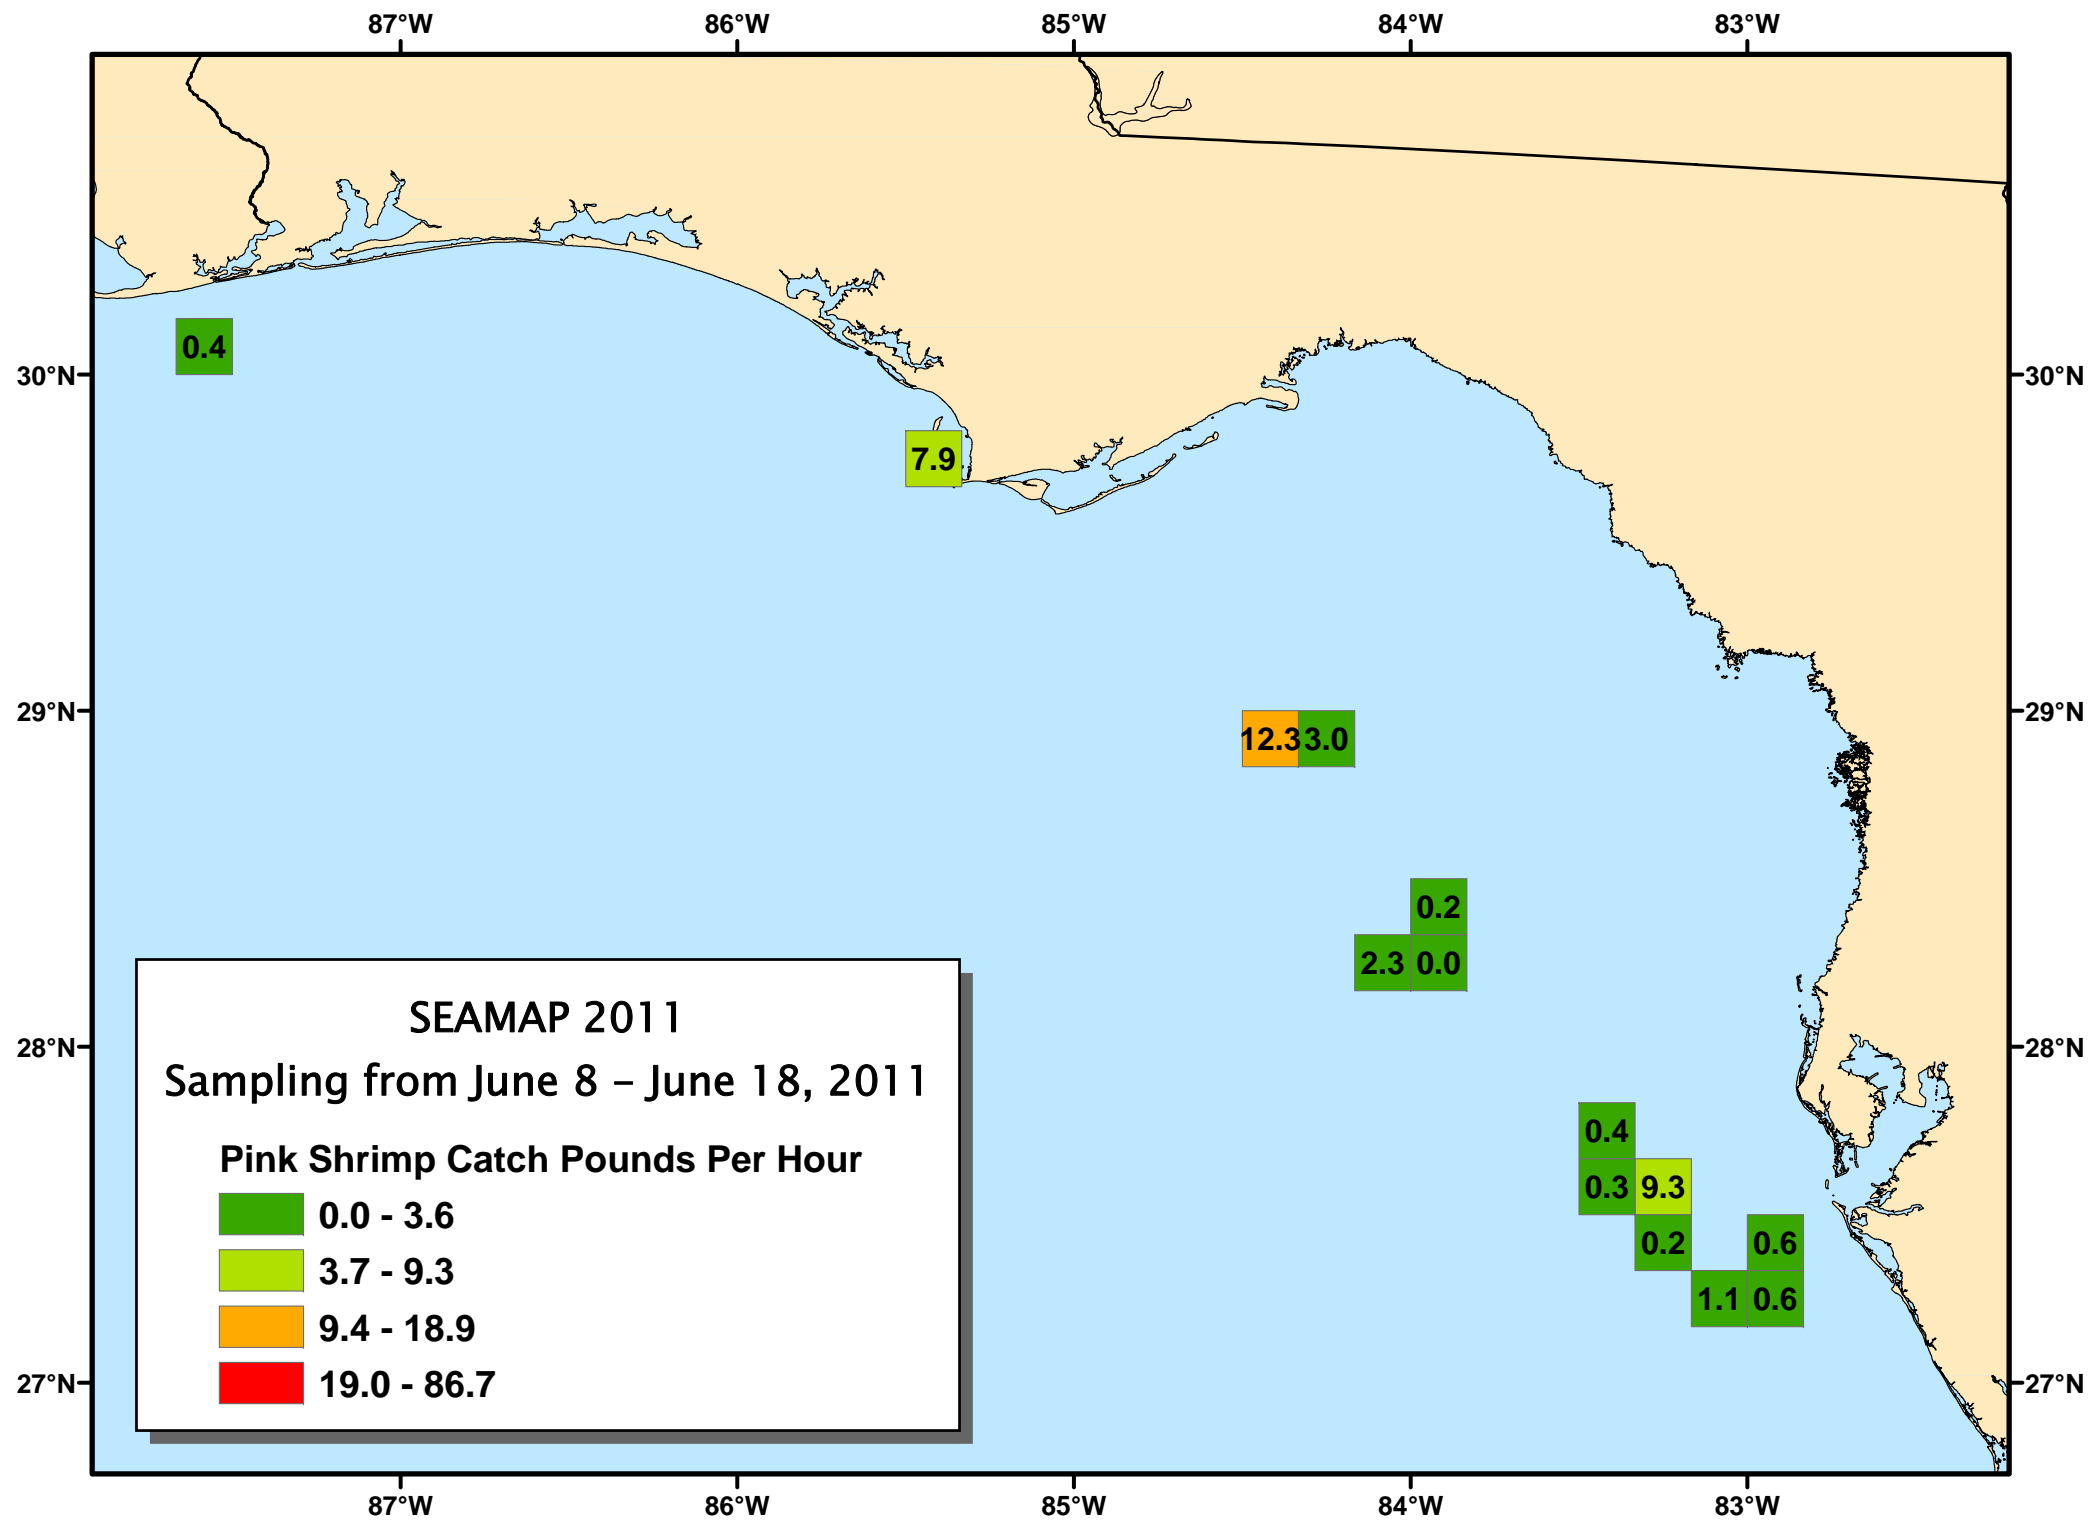 87°W 86°W 85°W 84°W 83°W
0.4
30°N 30°N
7.9
29°N 29°N
12.3 3.0
0.2
2.3 0.0
SEAMAP 2011
28°N 28°N
Sampling from June 8 – June 18, 2011
0.4
Pink Shrimp Catch Pounds Per Hour
0.3 9.3
0.0 - 3.6
0.2 0.6
3.7 - 9.3
1.1 0.6
9.4 - 18.9
19.0 - 86.7
27°N 27°N
87°W 86°W 85°W 84°W 83°W